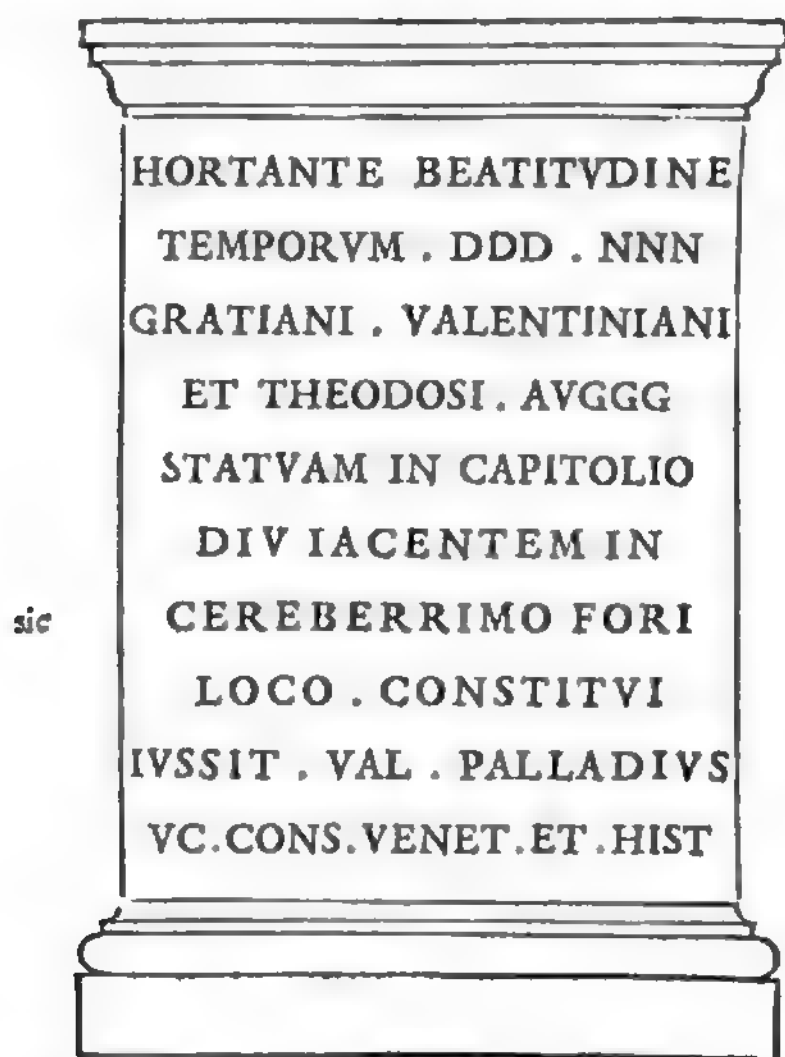 HORTANTE BEATITVDINE
TEMPORVM . DDD . NNN
GRATIANI . VALENTINIANI
ET THEODOSI . AVGGG
STATVAM IN CAPITOLIO
DIV IACENTEM IN
sic CEREBERRIMO FORI
LOCO . CONSTITVI
IVSSIT . VAL . PALLADIVS
VC.CONS.VENET.ET.HIST